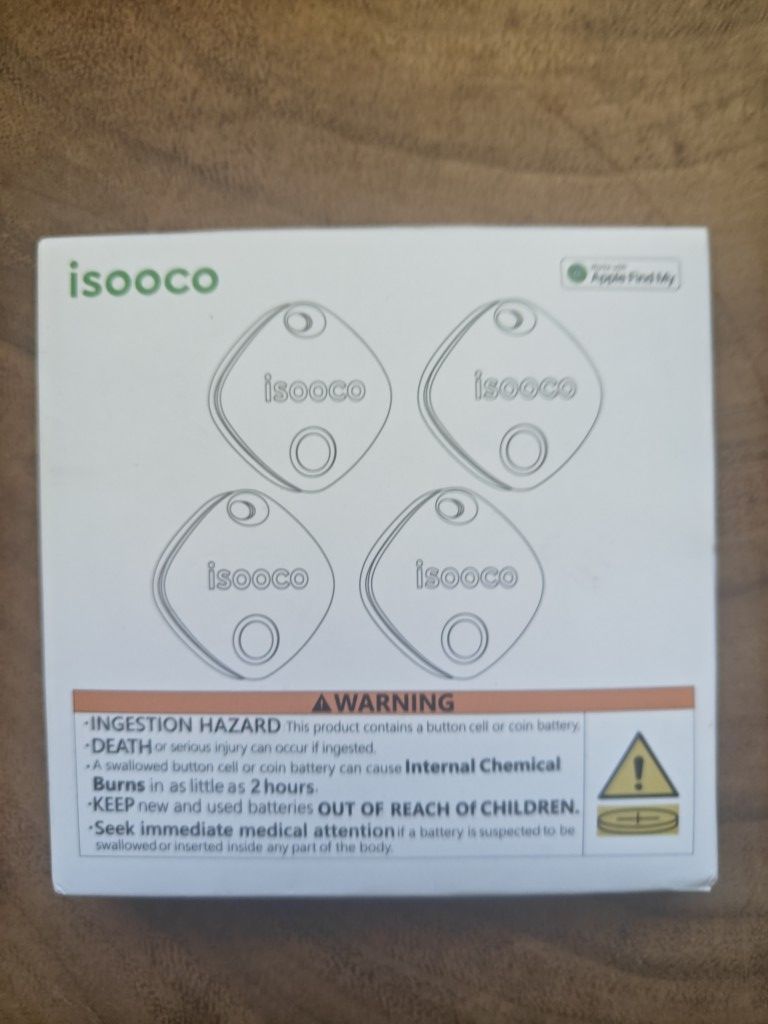 isooco
Works with
Apple Find My
isooco
isooco
isooco
isooco
WARNING
·INGESTION HAZARD This product contains a button cell or coin battery.
·DEATH or serious injury can occur if ingested.
·A swallowed button cell or coin battery can cause Internal Chemical
Burns in as little as 2 hours.
·KEEP new and used batteries OUT OF REACH Of CHILDREN.
·Seek immediate medical attention if a battery is suspected to be
swallowed or inserted inside any part of the body.